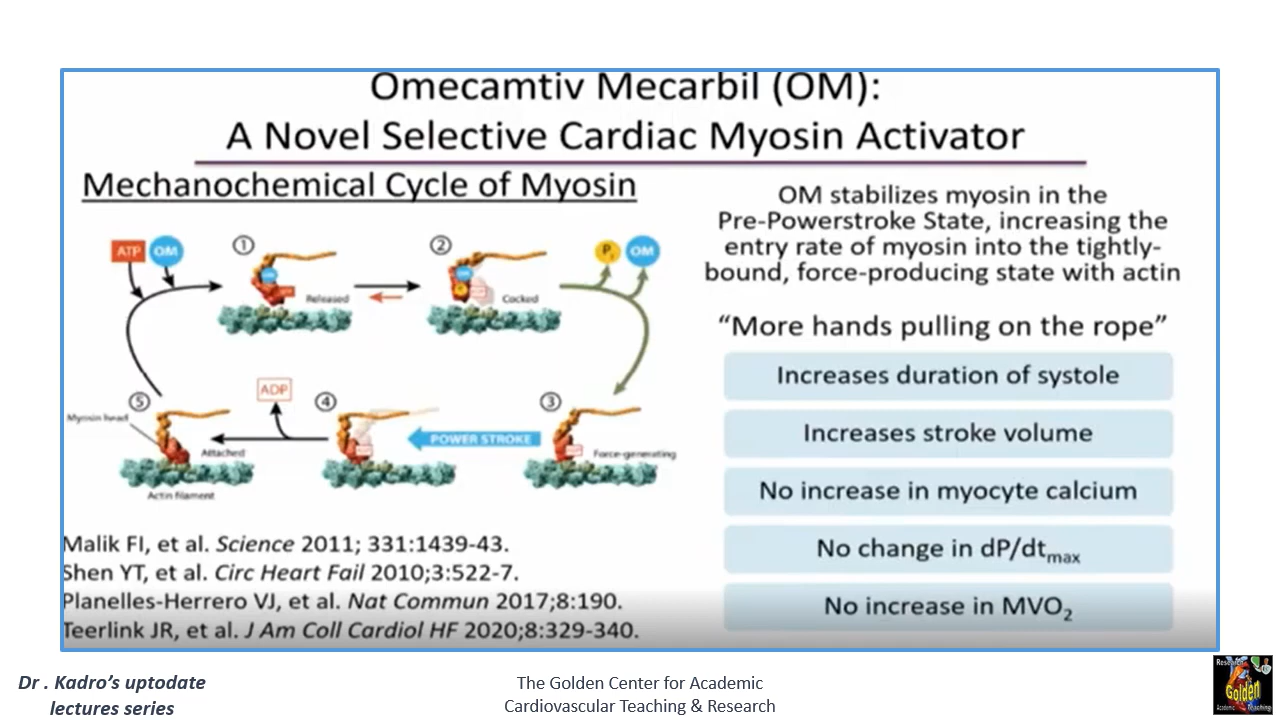 Omecamtiv Mecarbil (OM):
A Novel Selective Cardiac Myosin Activator
Mechanochemical Cycle of Myosin
ATP OM
①
Released
②
Cocked
Pi OM
③
Force-generating
POWER STROKE
④
ADP
⑤
Myosin head
Attached
Actin filament
Malik FI, et al. Science 2011; 331:1439-43.
Shen YT, et al. Circ Heart Fail 2010;3:522-7.
Planelles-Herrero VJ, et al. Nat Commun 2017;8:190.
Teerlink JR, et al. J Am Coll Cardiol HF 2020;8:329-340.
OM stabilizes myosin in the
Pre-Powerstroke State, increasing the
entry rate of myosin into the tightly-
bound, force-producing state with actin
“More hands pulling on the rope”
Increases duration of systole
Increases stroke volume
No increase in myocyte calcium
No change in dP/dtmax
No increase in MVO2
Dr . Kadro’s uptodate
lectures series
The Golden Center for Academic
Cardiovascular Teaching & Research
Research
Golden
Academic Teaching